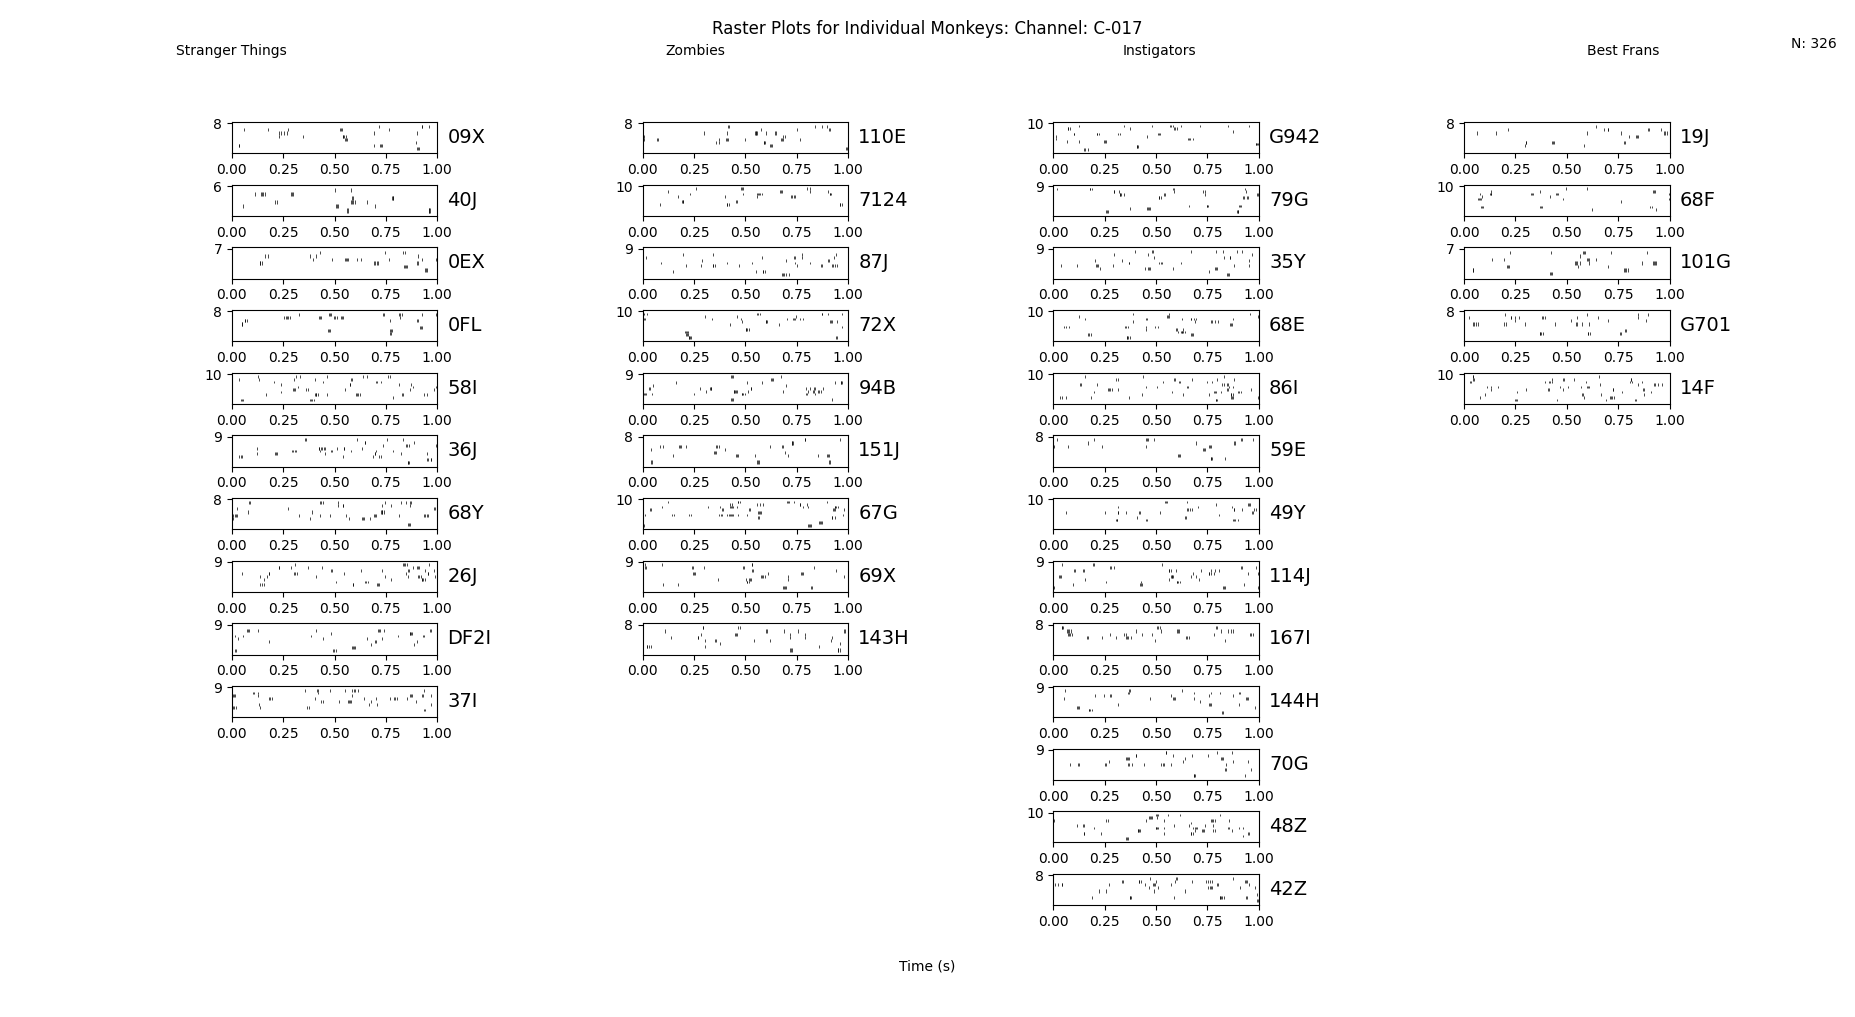 Raster Plots for Individual Monkeys: Channel: C-017
N: 326
Stranger Things Zombies Instigators Best Frans
8 09X 8 110E 10 G942 8 19J
0.00 0.25 0.50 0.75 1.00 0.00 0.25 0.50 0.75 1.00 0.00 0.25 0.50 0.75 1.00 0.00 0.25 0.50 0.75 1.00
6 40J 10 7124 9 79G 10 68F
0.00 0.25 0.50 0.75 1.00 0.00 0.25 0.50 0.75 1.00 0.00 0.25 0.50 0.75 1.00 0.00 0.25 0.50 0.75 1.00
7 0EX 9 87J 9 35Y 7 101G
0.00 0.25 0.50 0.75 1.00 0.00 0.25 0.50 0.75 1.00 0.00 0.25 0.50 0.75 1.00 0.00 0.25 0.50 0.75 1.00
8 0FL 10 72X 10 68E 8 G701
0.00 0.25 0.50 0.75 1.00 0.00 0.25 0.50 0.75 1.00 0.00 0.25 0.50 0.75 1.00 0.00 0.25 0.50 0.75 1.00
10 58I 9 94B 10 86I 10 14F
0.00 0.25 0.50 0.75 1.00 0.00 0.25 0.50 0.75 1.00 0.00 0.25 0.50 0.75 1.00 0.00 0.25 0.50 0.75 1.00
9 36J 8 151J 8 59E
0.00 0.25 0.50 0.75 1.00 0.00 0.25 0.50 0.75 1.00 0.00 0.25 0.50 0.75 1.00
8 68Y 10 67G 10 49Y
0.00 0.25 0.50 0.75 1.00 0.00 0.25 0.50 0.75 1.00 0.00 0.25 0.50 0.75 1.00
9 26J 9 69X 9 114J
0.00 0.25 0.50 0.75 1.00 0.00 0.25 0.50 0.75 1.00 0.00 0.25 0.50 0.75 1.00
9 DF2I 8 143H 8 167I
0.00 0.25 0.50 0.75 1.00 0.00 0.25 0.50 0.75 1.00 0.00 0.25 0.50 0.75 1.00
9 37I 9 144H
0.00 0.25 0.50 0.75 1.00 0.00 0.25 0.50 0.75 1.00
9 70G
0.00 0.25 0.50 0.75 1.00
10 48Z
0.00 0.25 0.50 0.75 1.00
8 42Z
0.00 0.25 0.50 0.75 1.00
Time (s)